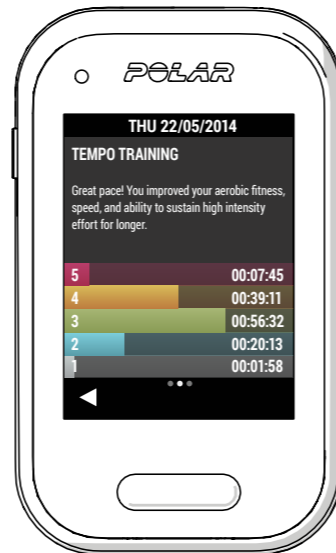 POLAR
THU 22/05/2014
TEMPO TRAINING
Great pace! You improved your aerobic fitness,
speed, and ability to sustain high intensity
effort for longer.
5 00:07:45
4 00:39:11
3 00:56:32
2 00:20:13
1 00:01:58